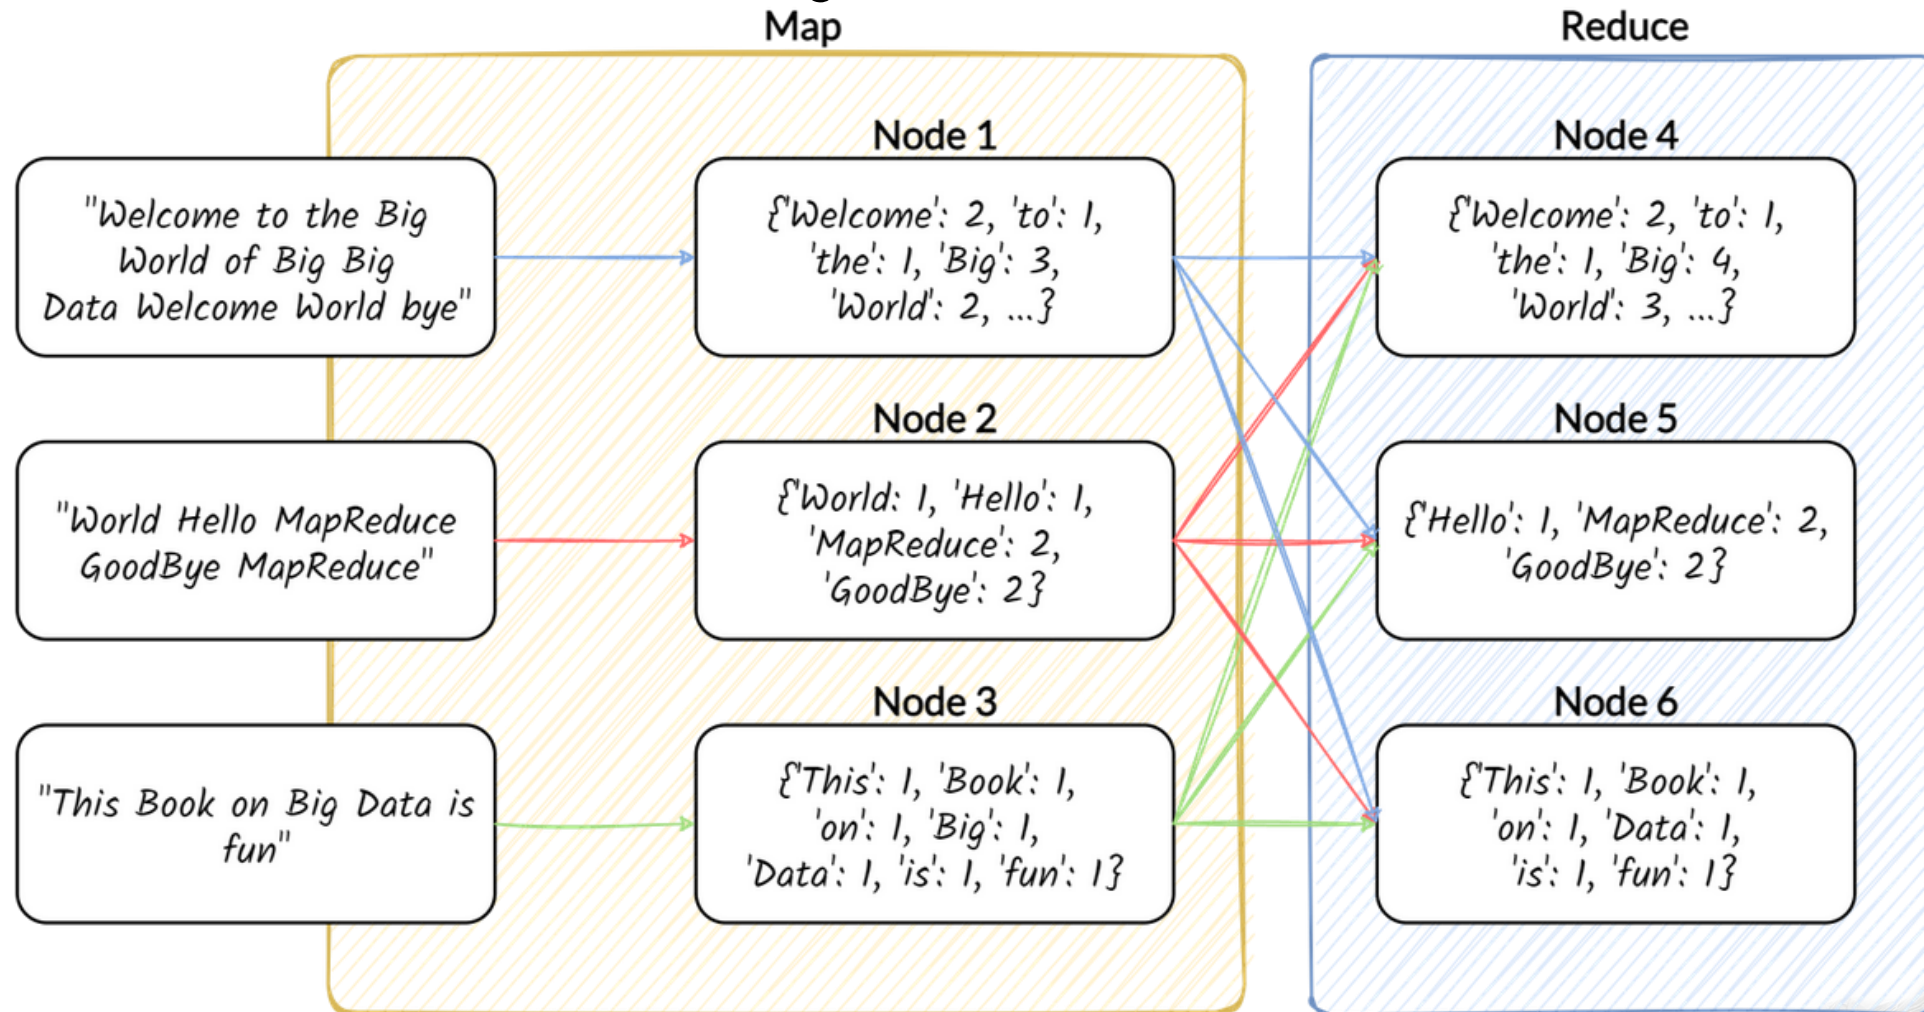 Map
Reduce
Node 1
Node 4
"Welcome to the Big
World of Big Big
Data Welcome World bye"
{'Welcome': 2, 'to': 1,
'the': 1, 'Big': 3,
'World': 2, ...}
{'Welcome': 2, 'to': 1,
'the': 1, 'Big': 4,
'World': 3, ...}
Node 2
Node 5
"World Hello MapReduce
GoodBye MapReduce"
{'World: 1, 'Hello': 1,
'MapReduce': 2,
'GoodBye': 2}
{'Hello': 1, 'MapReduce': 2,
'GoodBye': 2}
Node 3
Node 6
"This Book on Big Data is
fun"
{'This': 1, 'Book': 1,
'on': 1, 'Big': 1,
'Data': 1, 'is': 1, 'fun': 1}
{'This': 1, 'Book': 1,
'on': 1, 'Data': 1,
'is': 1, 'fun': 1}